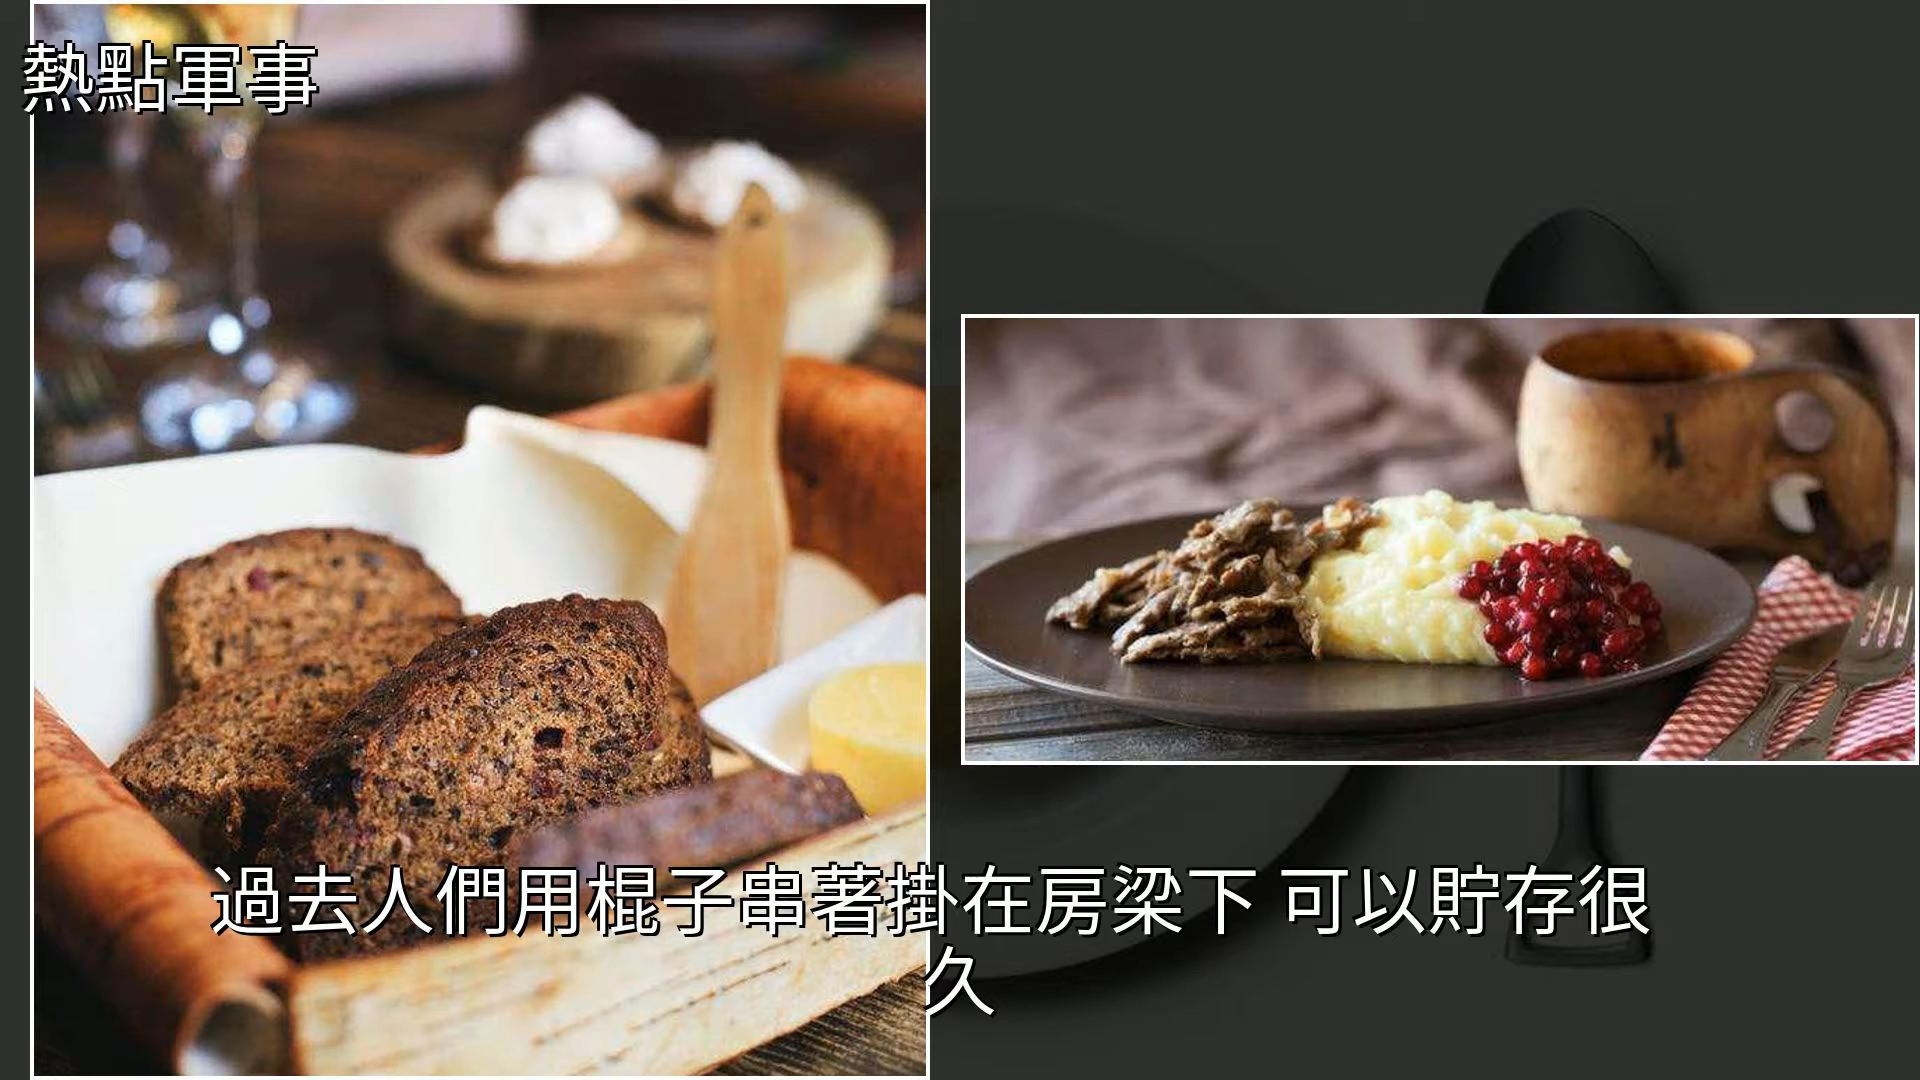 熱點軍事
過去人們用棍子串著掛在房梁下 可以貯存很
久